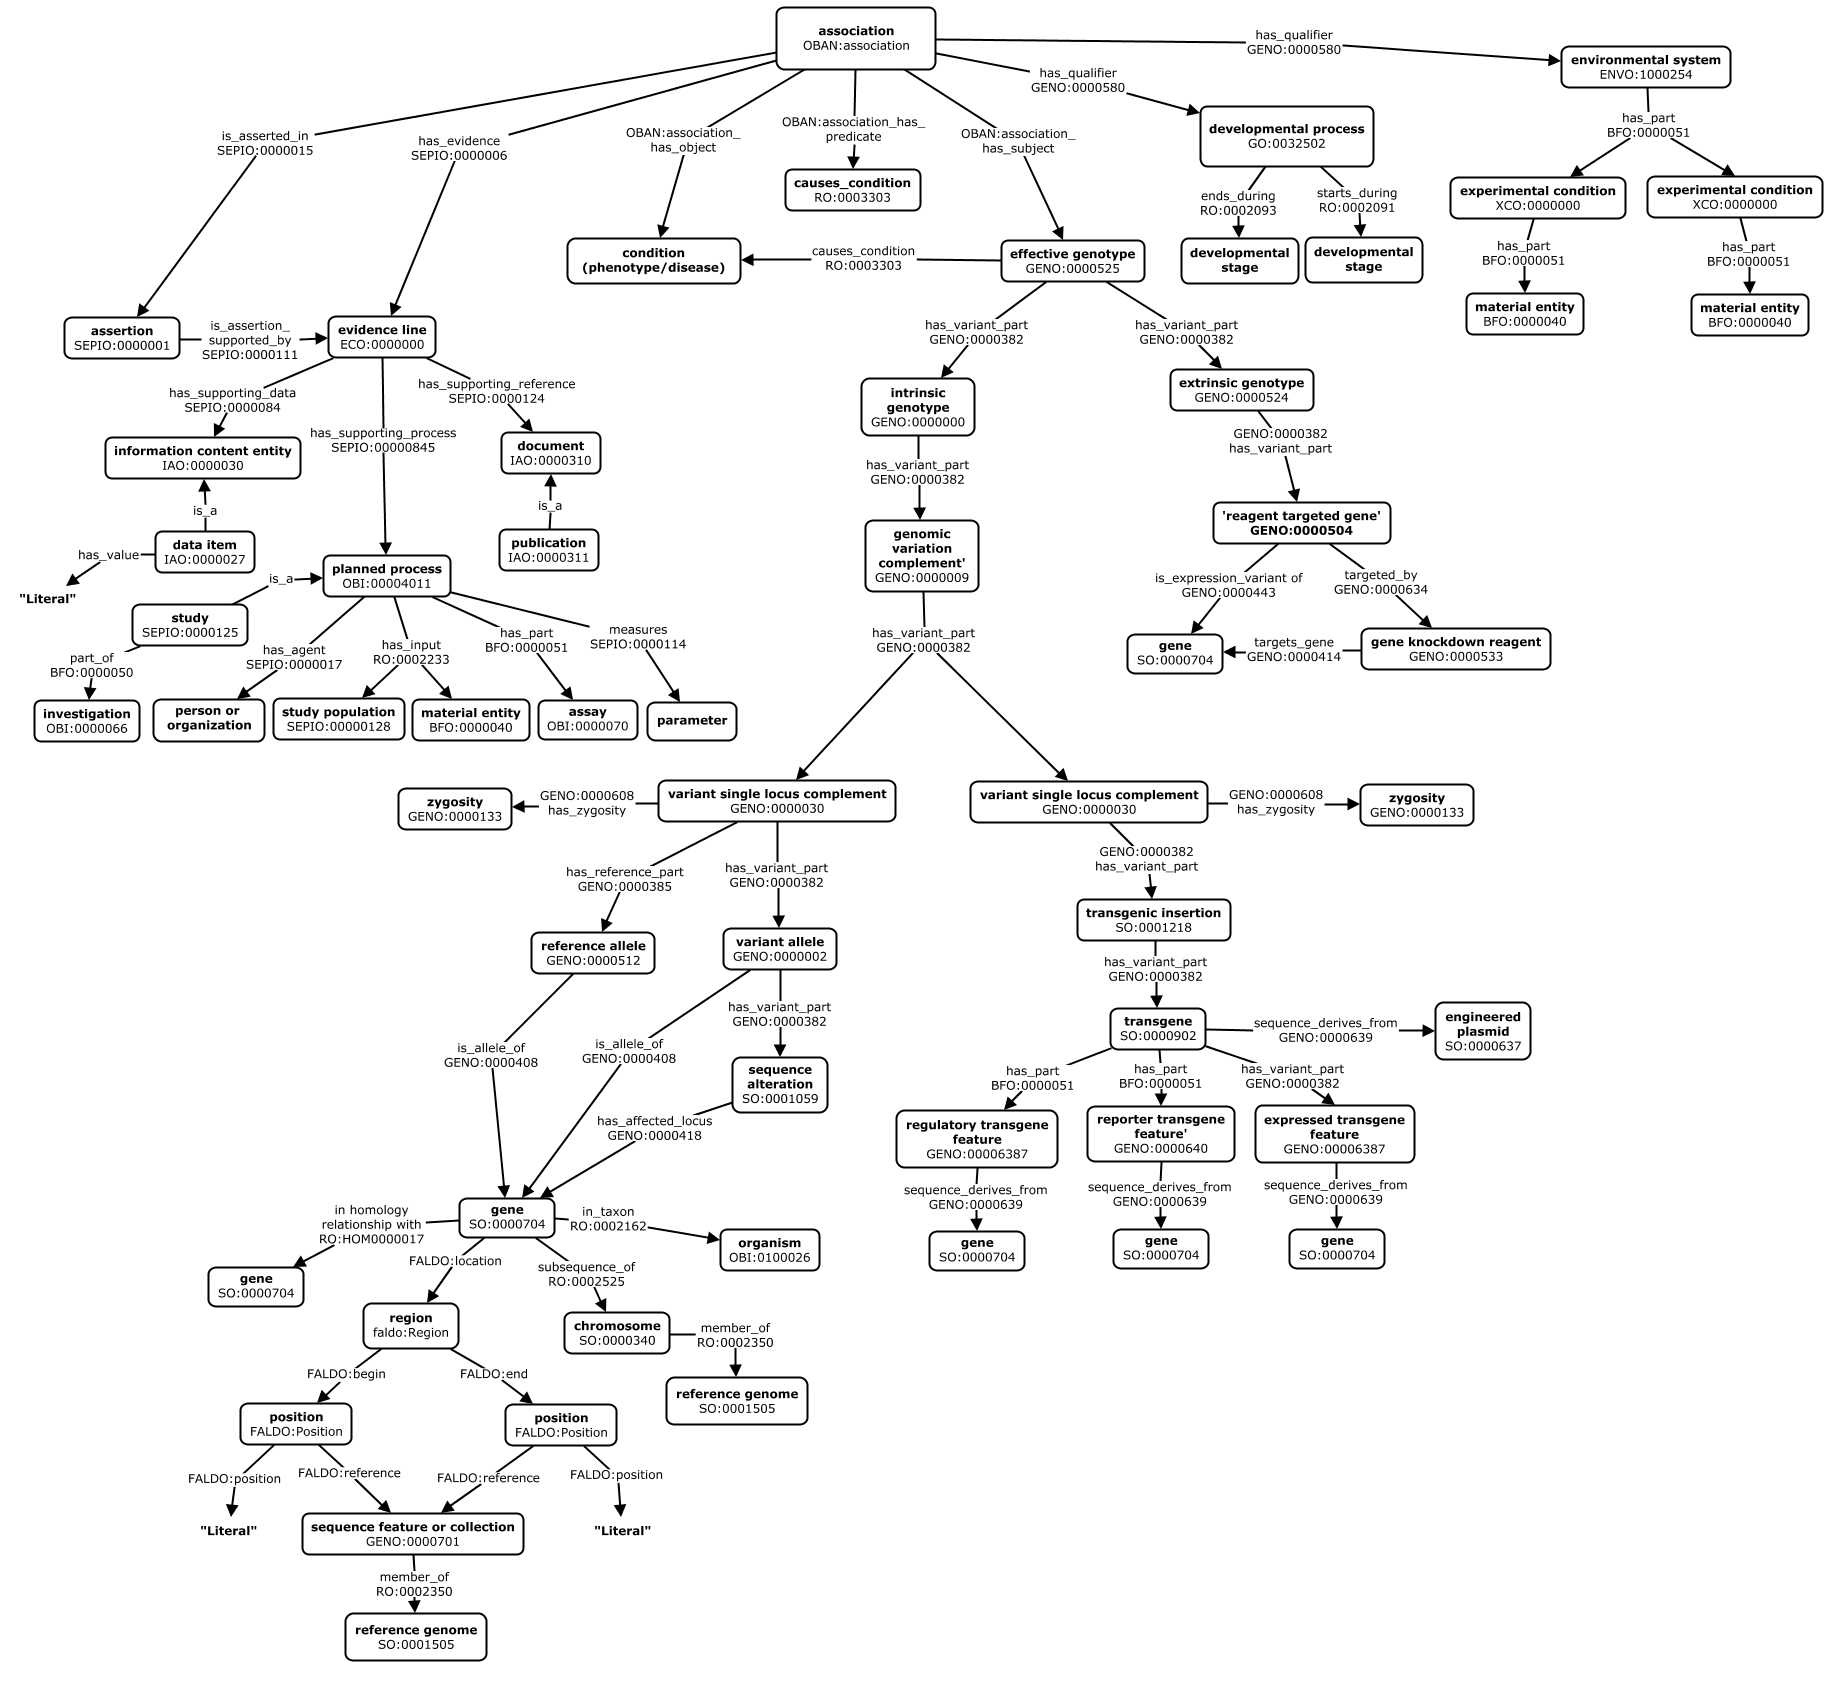 association
OBAN:association
has_qualifier
GENO:0000580
environmental system
ENVO:1000254
has_qualifier
GENO:0000580
has_part
BFO:0000051
is_asserted_in
SEPIO:0000015
has_evidence
SEPIO:0000006
OBAN:association_
has_object
OBAN:association_has_
predicate
OBAN:association_
has_subject
developmental process
GO:0032502
causes_condition
RO:0003303
ends_during
RO:0002093
starts_during
RO:0002091
experimental condition
XCO:0000000
experimental condition
XCO:0000000
condition
(phenotype/disease)
causes_condition
RO:0003303
effective genotype
GENO:0000525
developmental
stage
developmental
stage
has_part
BFO:0000051
has_part
BFO:0000051
material entity
BFO:0000040
material entity
BFO:0000040
assertion
SEPIO:0000001
is_assertion_
supported_by
SEPIO:0000111
evidence line
ECO:0000000
has_variant_part
GENO:0000382
has_variant_part
GENO:0000382
has_supporting_data
SEPIO:0000084
has_supporting_reference
SEPIO:0000124
intrinsic
genotype
GENO:0000000
extrinsic genotype
GENO:0000524
has_supporting_process
SEPIO:00000845
information content entity
IAO:0000030
document
IAO:0000310
GENO:0000382
has_variant_part
has_variant_part
GENO:0000382
is_a
is_a
'reagent targeted gene'
GENO:0000504
has_value
data item
IAO:0000027
publication
IAO:0000311
genomic
variation
complement'
GENO:0000009
"Literal"
is_a
planned process
OBI:00004011
is_expression_variant of
GENO:0000443
targeted_by
GENO:0000634
study
SEPIO:0000125
has_agent
SEPIO:0000017
has_input
RO:0002233
has_part
BFO:0000051
measures
SEPIO:0000114
has_variant_part
GENO:0000382
gene
SO:0000704
targets_gene
GENO:0000414
gene knockdown reagent
GENO:0000533
part_of
BFO:0000050
investigation
OBI:0000066
person or
organization
study population
SEPIO:00000128
material entity
BFO:0000040
assay
OBI:0000070
parameter
zygosity
GENO:0000133
GENO:0000608
has_zygosity
variant single locus complement
GENO:0000030
variant single locus complement
GENO:0000030
GENO:0000608
has_zygosity
zygosity
GENO:0000133
has_reference_part
GENO:0000385
has_variant_part
GENO:0000382
GENO:0000382
has_variant_part
reference allele
GENO:0000512
variant allele
GENO:0000002
transgenic insertion
SO:0001218
has_variant_part
GENO:0000382
has_variant_part
GENO:0000382
is_allele_of
GENO:0000408
is_allele_of
GENO:0000408
transgene
SO:0000902
sequence_derives_from
GENO:0000639
engineered
plasmid
SO:0000637
sequence
alteration
SO:0001059
has_part
BFO:0000051
has_part
BFO:0000051
has_variant_part
GENO:0000382
has_affected_locus
GENO:0000418
regulatory transgene
feature
GENO:00006387
reporter transgene
feature'
GENO:0000640
expressed transgene
feature
GENO:00006387
sequence_derives_from
GENO:0000639
sequence_derives_from
GENO:0000639
sequence_derives_from
GENO:0000639
in homology
relationship with
RO:HOM0000017
gene
SO:0000704
in_taxon
RO:0002162
organism
OBI:0100026
gene
SO:0000704
gene
SO:0000704
gene
SO:0000704
gene
SO:0000704
FALDO:location
subsequence_of
RO:0002525
region
faldo:Region
chromosome
SO:0000340
member_of
RO:0002350
FALDO:begin
FALDO:end
reference genome
SO:0001505
position
FALDO:Position
position
FALDO:Position
FALDO:position
FALDO:reference
FALDO:reference
FALDO:position
"Literal"
sequence feature or collection
GENO:0000701
"Literal"
member_of
RO:0002350
reference genome
SO:0001505